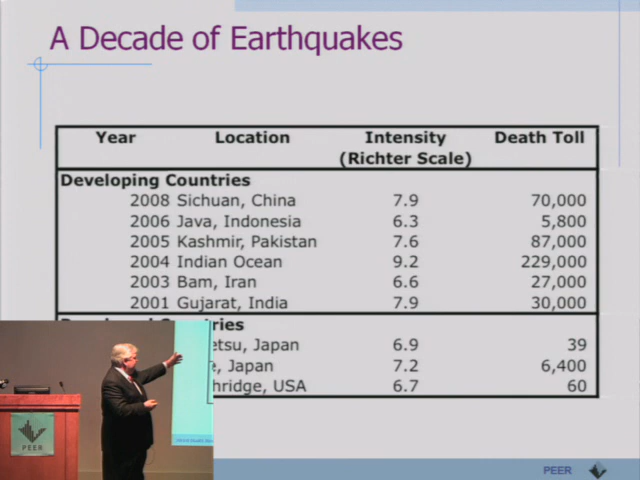 A Decade of Earthquakes
Year Location Intensity Death Toll
(Richter Scale)
Developing Countries
2008 Sichuan, China 7.9 70,000
2006 Java, Indonesia 6.3 5,800
2005 Kashmir, Pakistan 7.6 87,000
2004 Indian Ocean 9.2 229,000
2003 Bam, Iran 6.6 27,000
2001 Gujarat, India 7.9 30,000
ries
etsu, Japan 6.9 39
e, Japan 7.2 6,400
hridge, USA 6.7 60
PEER
PEER